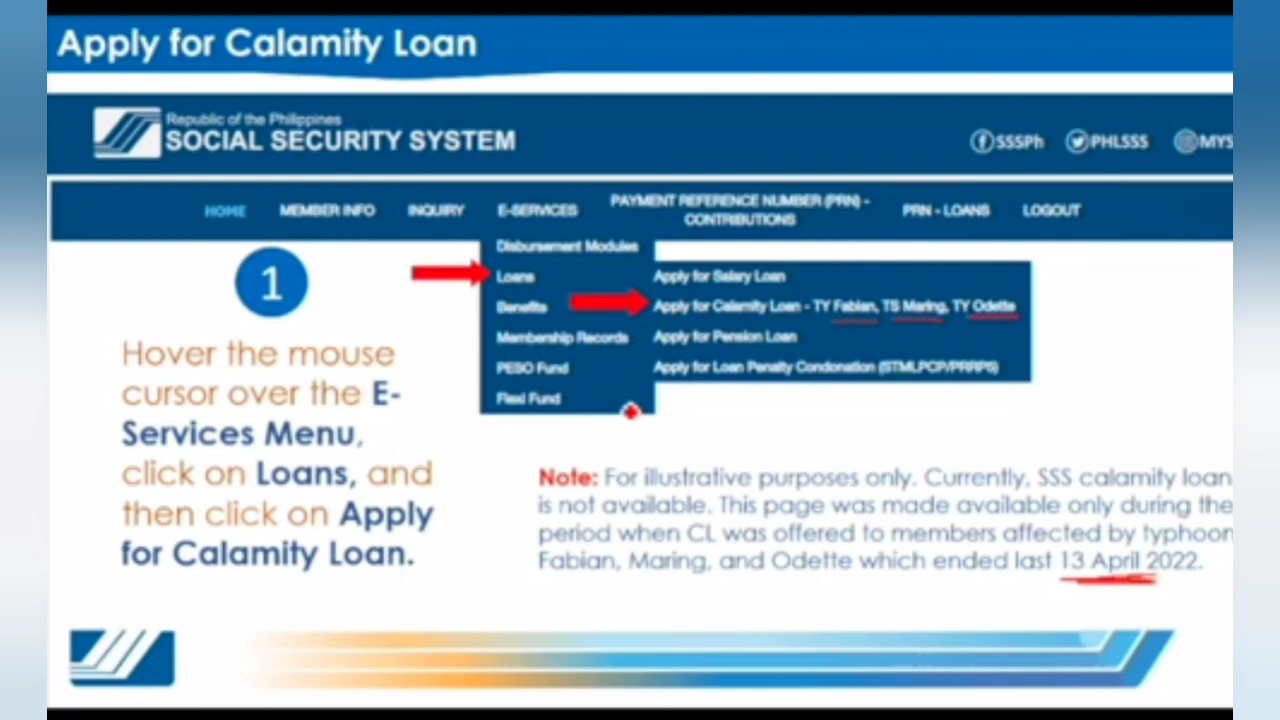 Apply for Calamity Loan
Republic of the Philippines
SOCIAL SECURITY SYSTEM
SSSPh PHLSSS MYS
HOME MEMBER INFO INQUIRY E-SERVICES PAYMENT REFERENCE NUMBER (PRN) - CONTRIBUTIONS PRN - LOANS LOGOUT
Disbursement Modules
Loans
Benefits
Membership Records
PESO Fund
Flexi Fund
Apply for Salary Loan
Apply for Calamity Loan - TY Fabian, TS Maring, TY Odette
Apply for Pension Loan
Apply for Loan Penalty Condonation (STMLPCP/PRRPS)
1
Hover the mouse
cursor over the E-
Services Menu,
click on Loans, and
then click on Apply
for Calamity Loan.
Note: For illustrative purposes only. Currently, SSS calamity loan
is not available. This page was made available only during the
period when CL was offered to members affected by typhoon
Fabian, Maring, and Odette which ended last 13 April 2022.